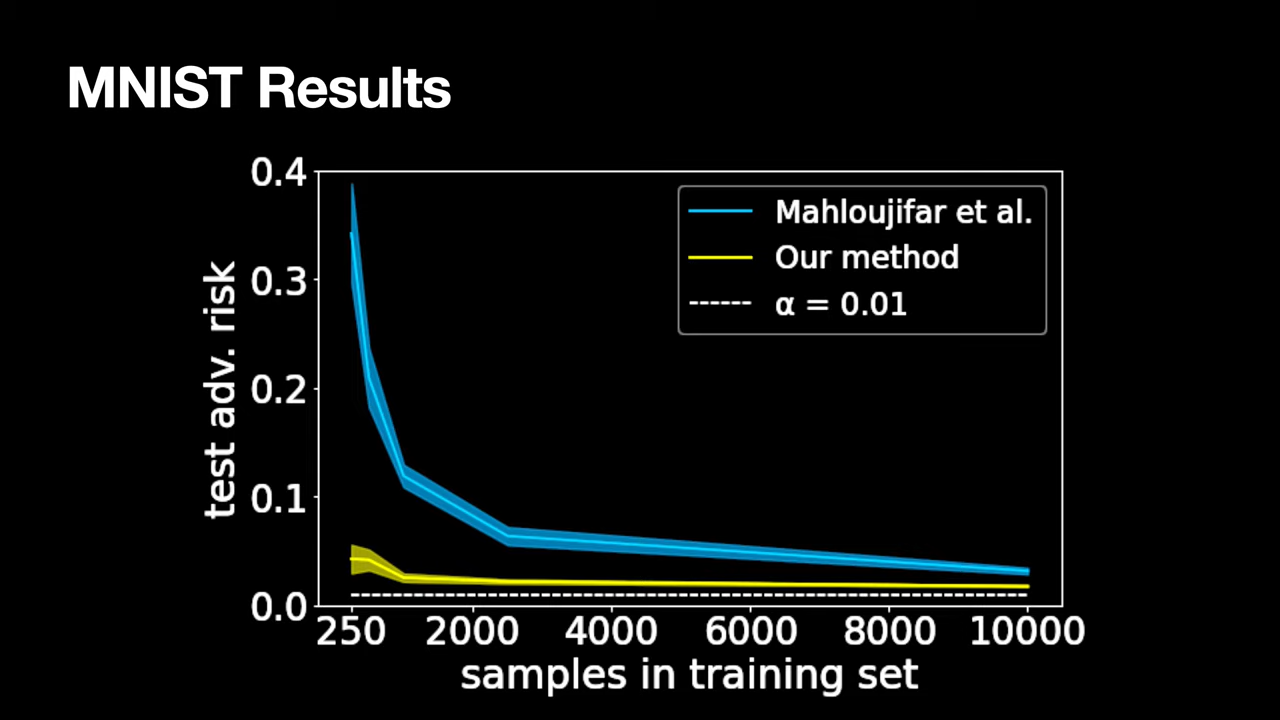 MNIST Results
0.4
0.3
0.2
0.1
0.0
test adv. risk
Mahloujifar et al.
Our method
α = 0.01
250 2000 4000 6000 8000 10000
samples in training set